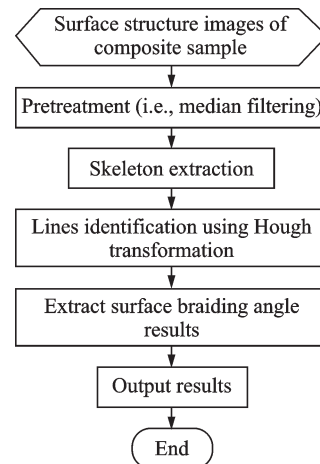 Surface structure images of
composite sample
Pretreatment (i.e., median filtering)
Skeleton extraction
Lines identification using Hough
transformation
Extract surface braiding angle
results
Output results
End